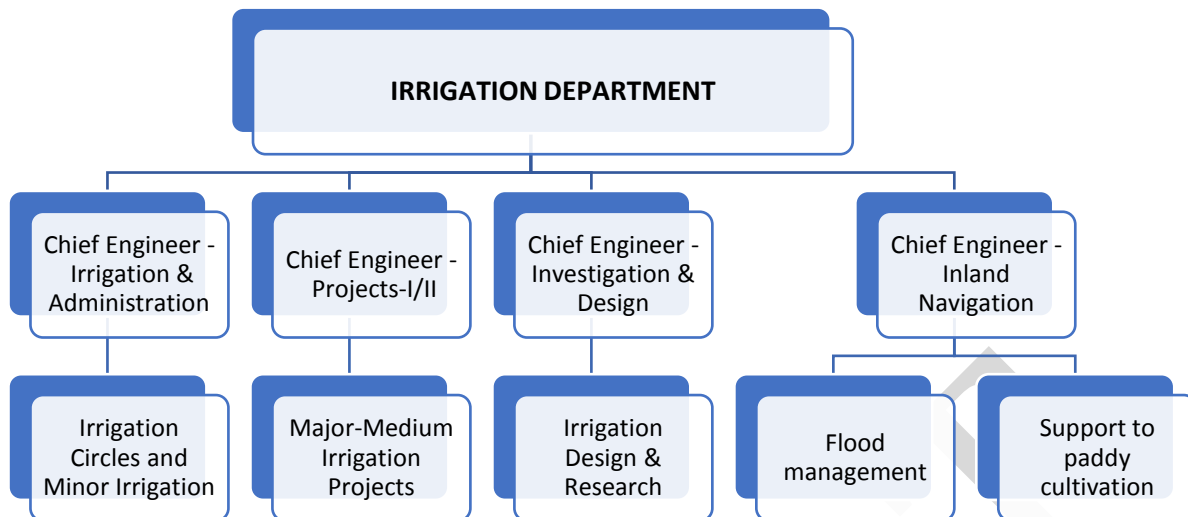 IRRIGATION DEPARTMENT
Chief Engineer -
Irrigation &
Administration
Chief Engineer -
Projects-I/II
Chief Engineer -
Investigation &
Design
Chief Engineer -
Inland
Navigation
Irrigation
Circles and
Minor Irrigation
Major-Medium
Irrigation
Projects
Irrigation
Design &
Research
Flood
management
Support to
paddy
cultivation